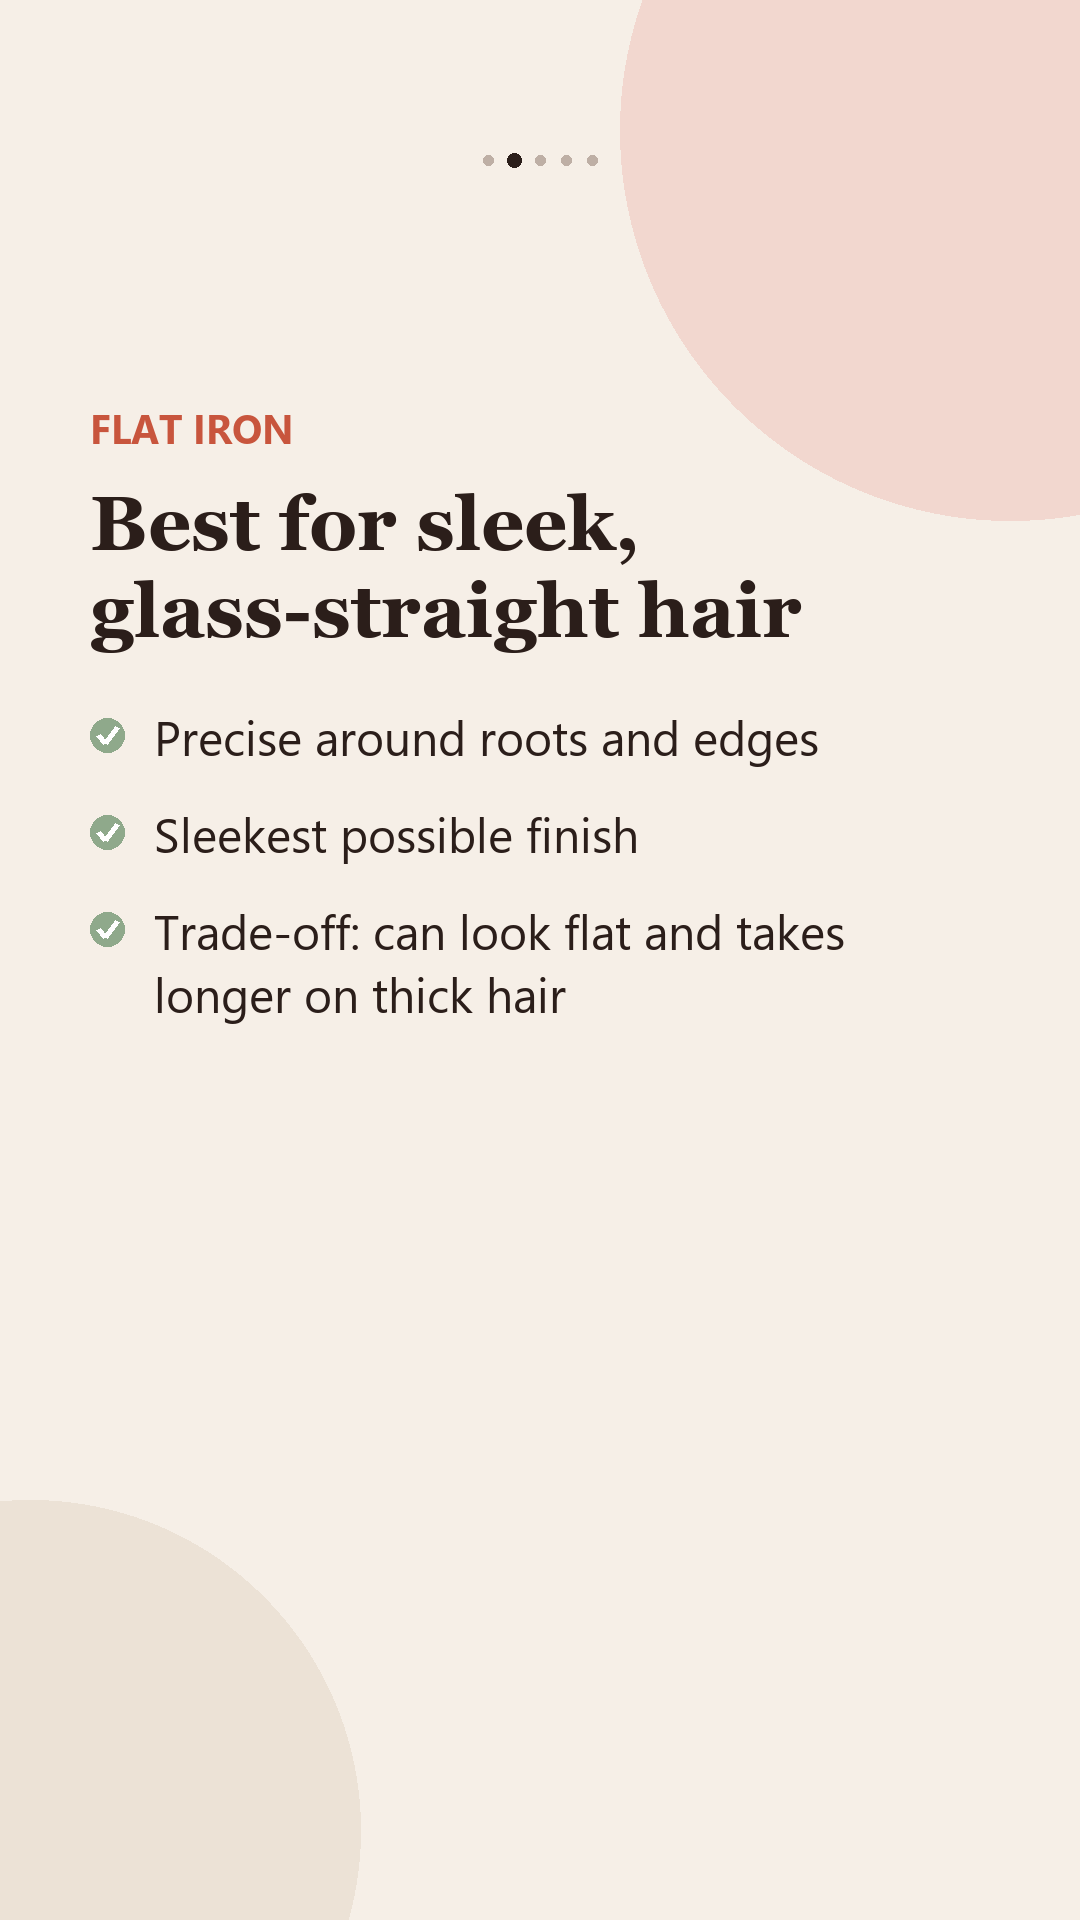 FLAT IRON
Best for sleek,
glass-straight hair
Precise around roots and edges
Sleekest possible finish
Trade-off: can look flat and takes
longer on thick hair